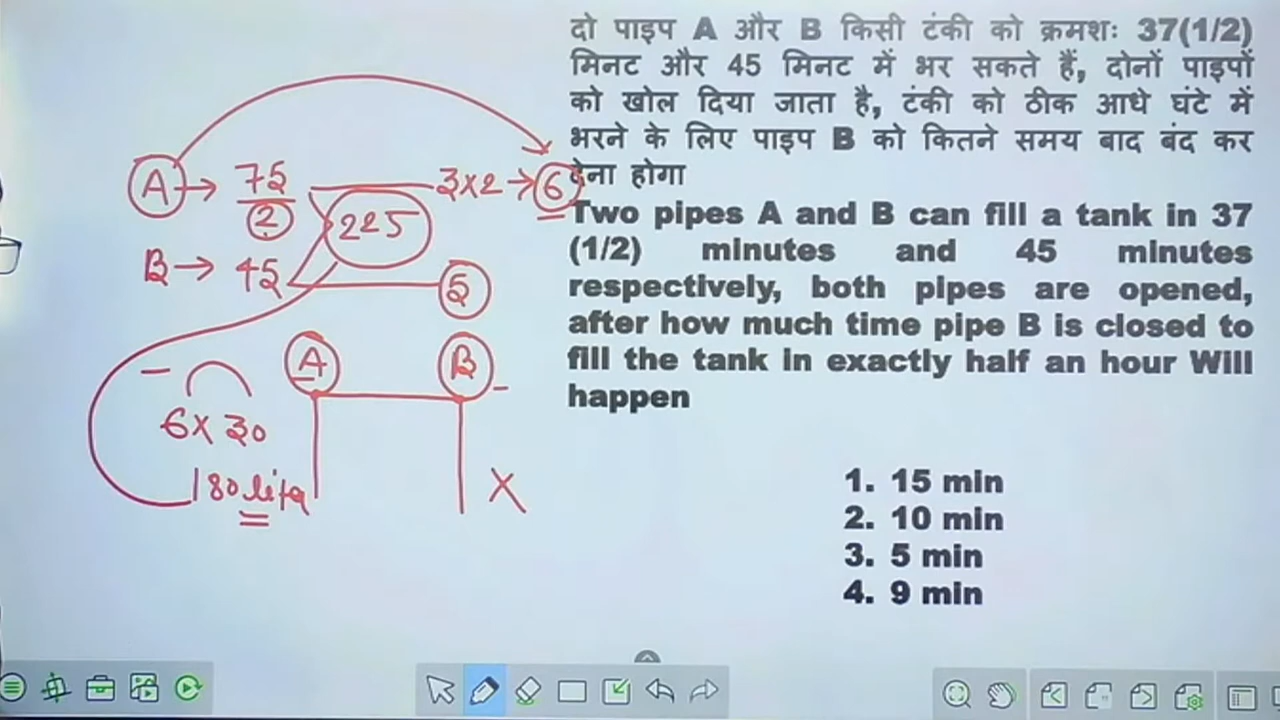 दो पाइप A और B किसी टंकी को क्रमशः 37(1/2)
मिनट और 45 मिनट में भर सकते हैं, दोनों पाइपों
को खोल दिया जाता है, टंकी को ठीक आधे घंटे में
भरने के लिए पाइप B को कितने समय बाद बंद कर
देना होगा
Two pipes A and B can fill a tank in 37
(1/2) minutes and 45 minutes
respectively, both pipes are opened,
after how much time pipe B is closed to
fill the tank in exactly half an hour Will
happen
1. 15 min
2. 10 min
3. 5 min
4. 9 min
A → 75/2 3x2 → 6
225
B → 45 5
A B
6 x 30
180 X